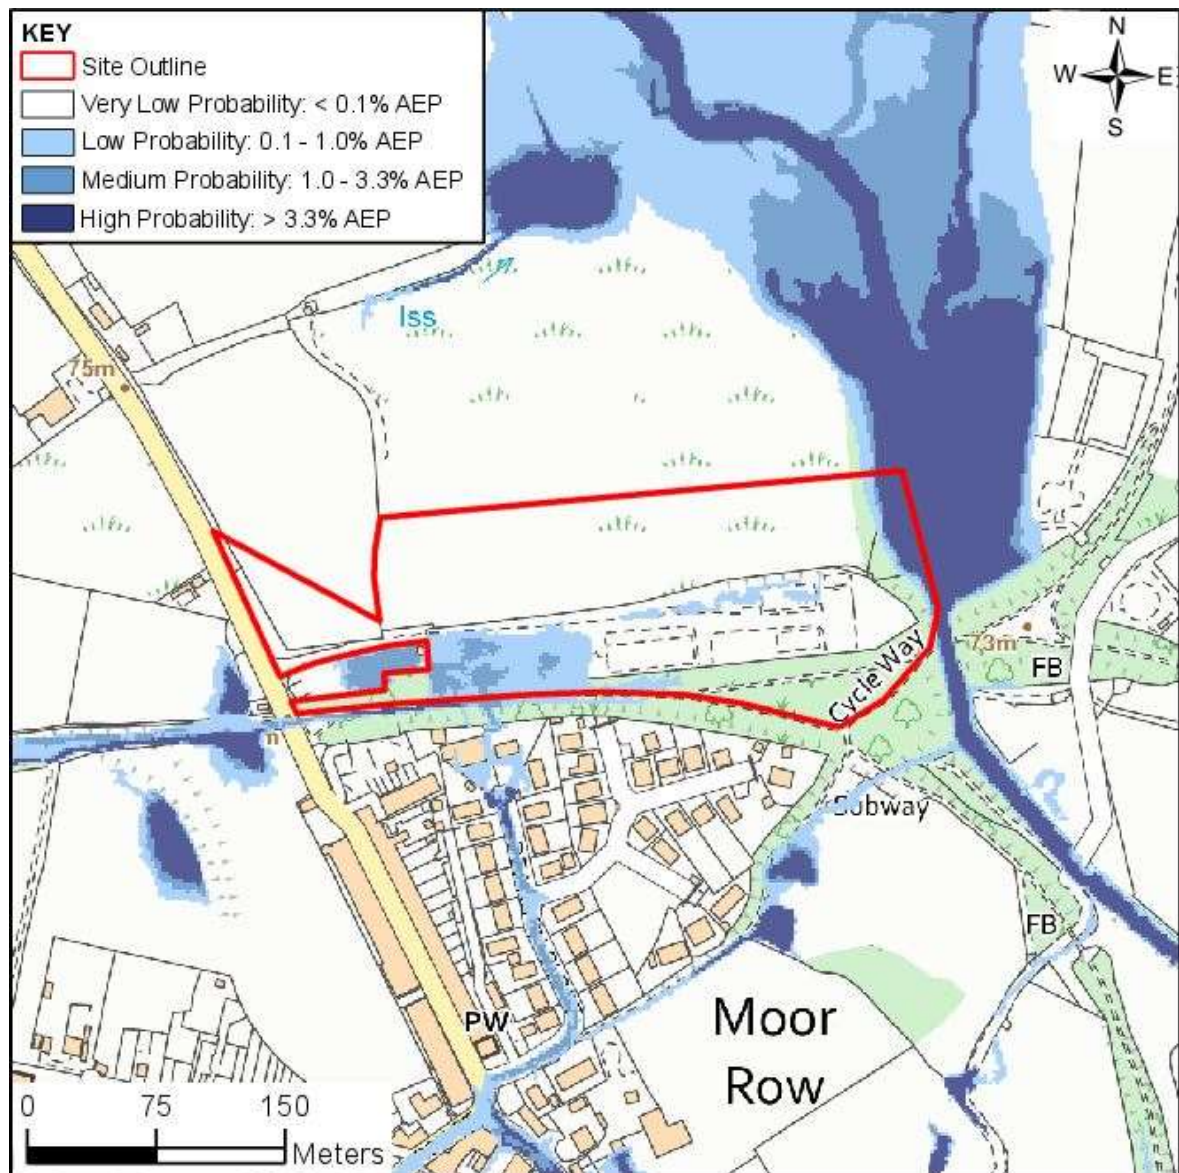 KEY
Site Outline
Very Low Probability: < 0.1% AEP
Low Probability: 0.1 - 1.0% AEP
Medium Probability: 1.0 - 3.3% AEP
High Probability: > 3.3% AEP
N
W E
S
Iss
75m
Cycle Way
73m
FB
n
Subway
FB
PW
Moor
Row
0 75 150
Meters